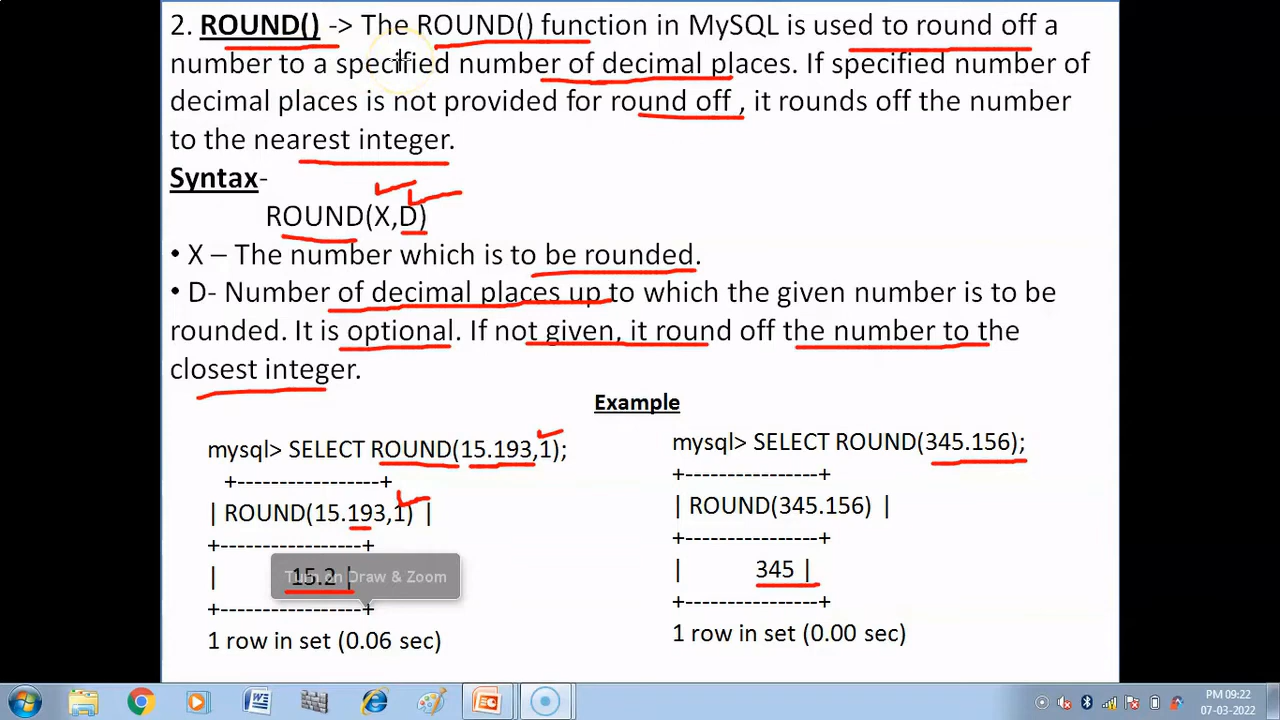 2. ROUND() -> The ROUND() function in MySQL is used to round off a
number to a specified number of decimal places. If specified number of
decimal places is not provided for round off , it rounds off the number
to the nearest integer.
Syntax-
ROUND(X,D)
• X – The number which is to be rounded.
• D- Number of decimal places up to which the given number is to be
rounded. It is optional. If not given, it round off the number to the
closest integer.
Example
mysql> SELECT ROUND(15.193,1);
+-----------------+
| ROUND(15.193,1) |
+-----------------+
| 15.2 |
Turn on Draw & Zoom
+-----------------+
1 row in set (0.06 sec)
mysql> SELECT ROUND(345.156);
+----------------+
| ROUND(345.156) |
+----------------+
| 345 |
+----------------+
1 row in set (0.00 sec)
PM 09:22
07-03-2022